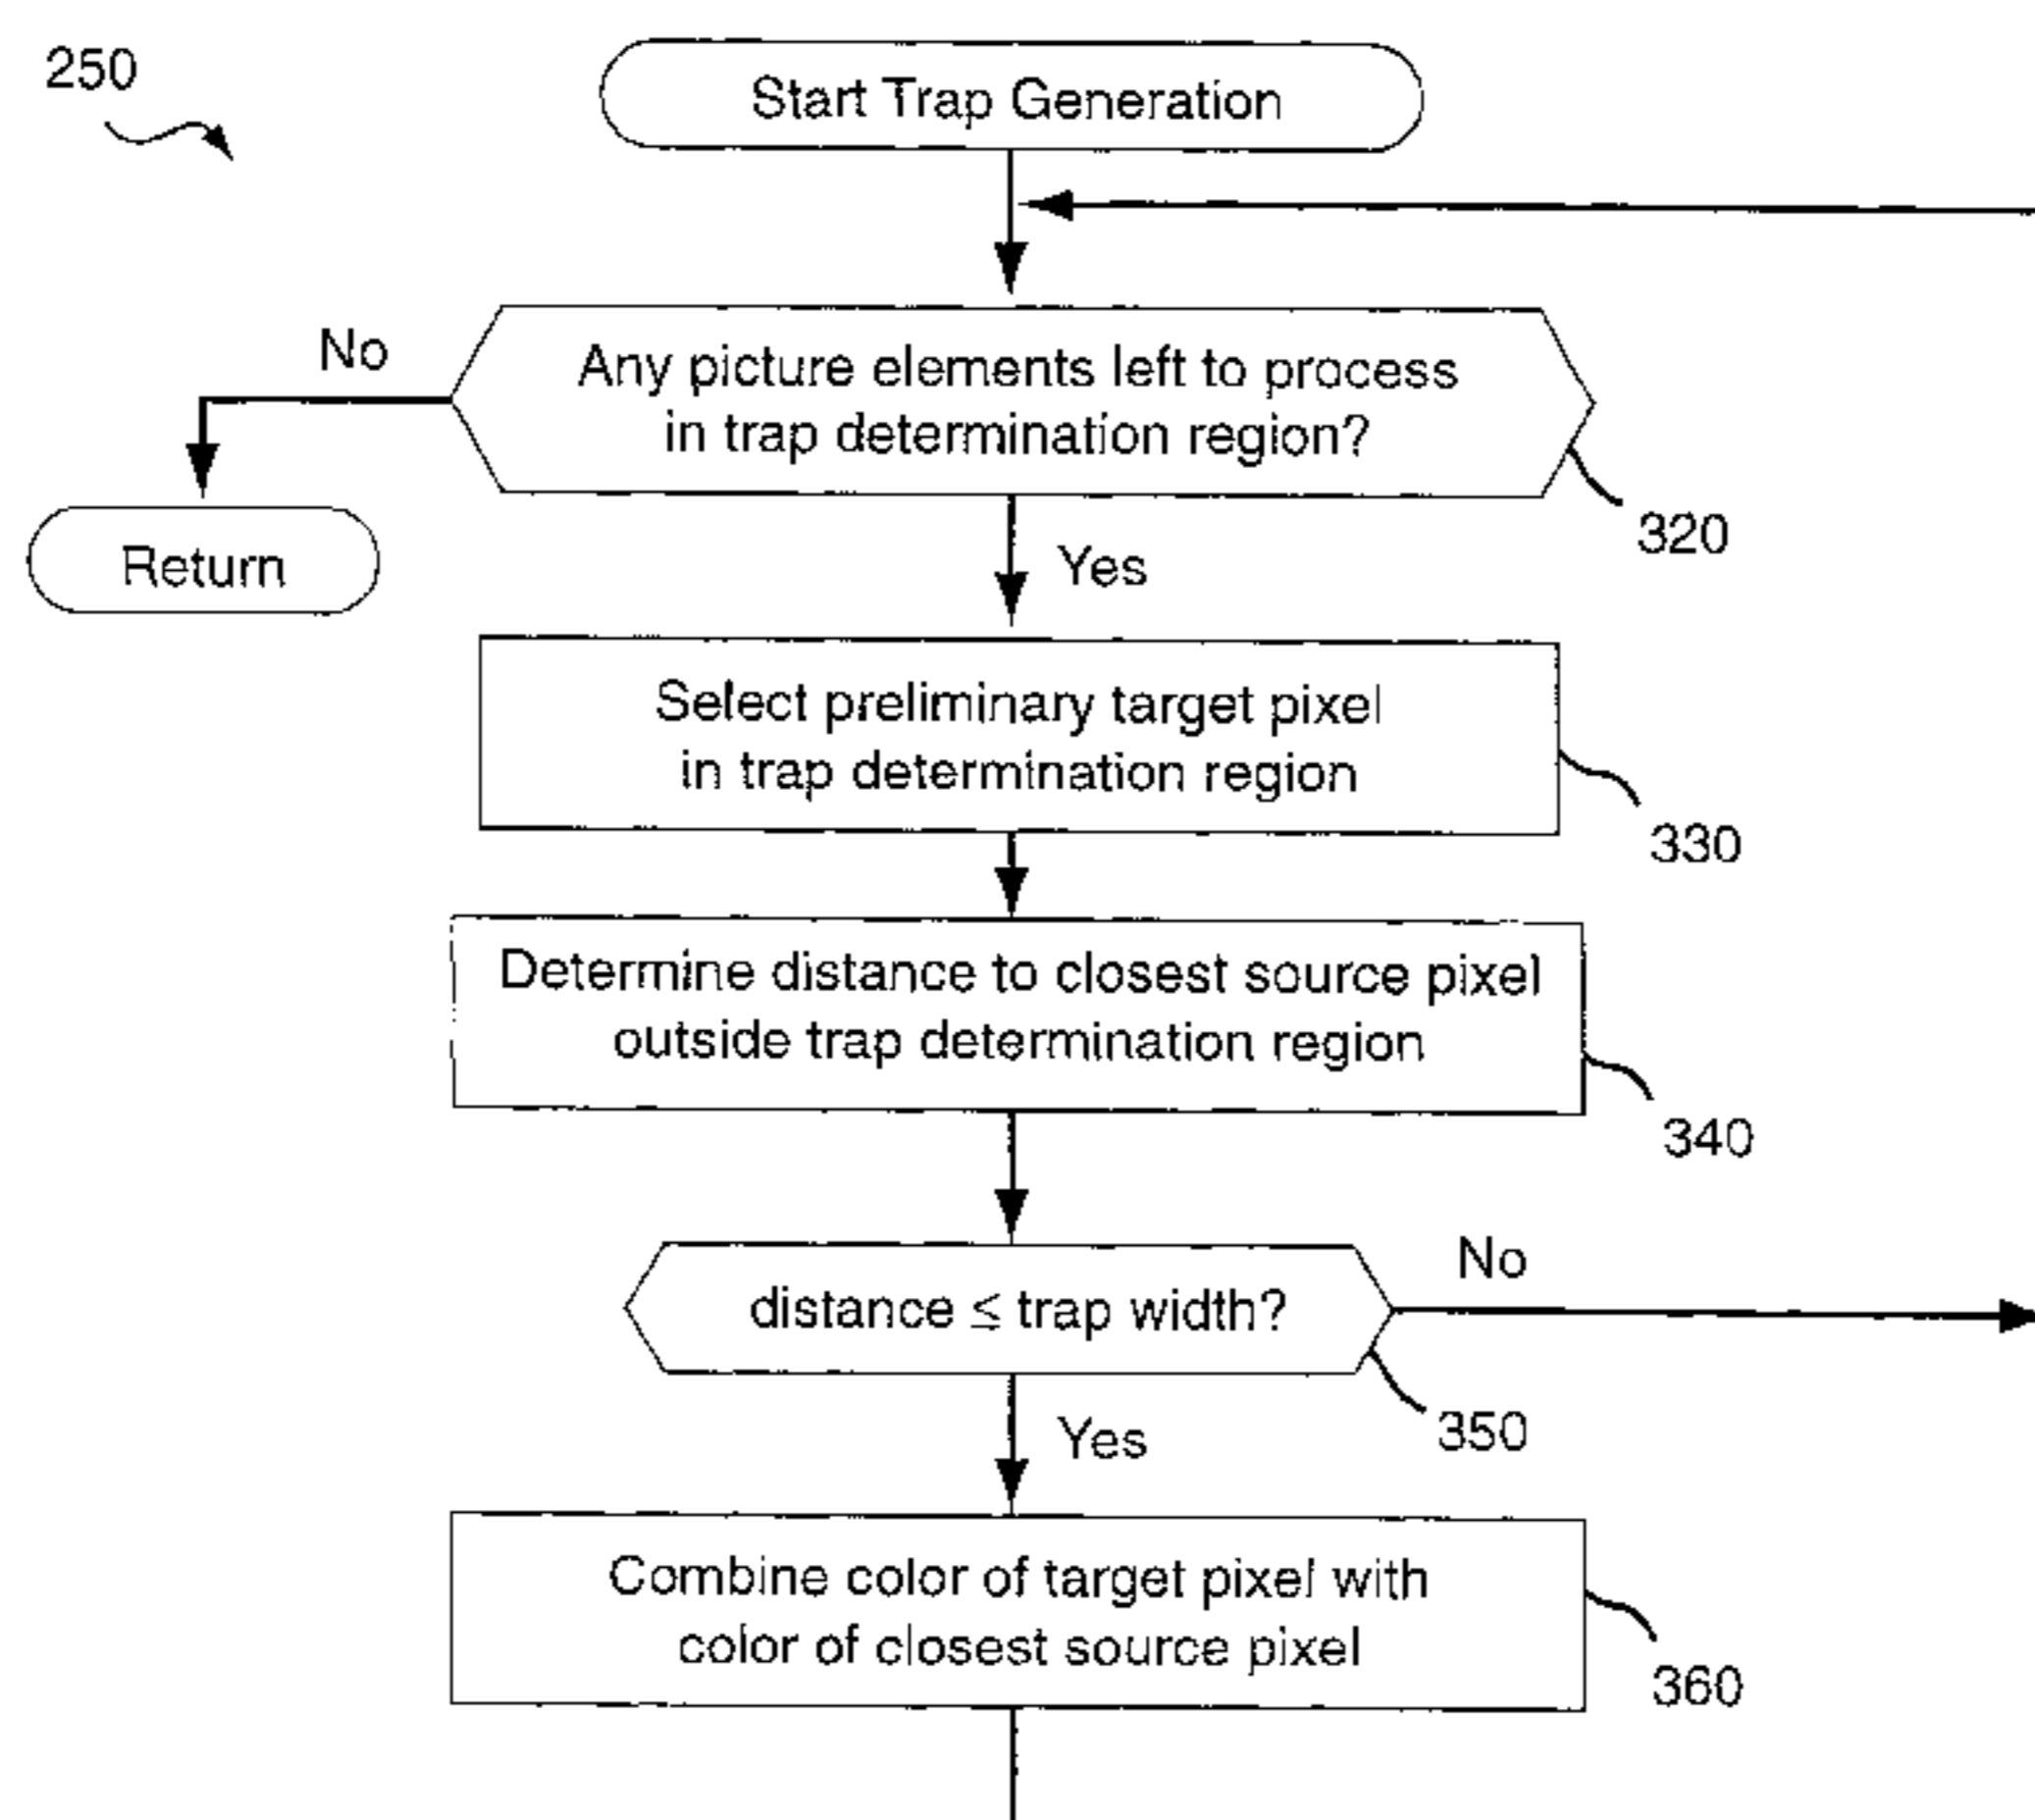 250
Start Trap Generation
No
Any picture elements left to process
in trap determination region?
320
Return
Yes
Select preliminary target pixel
in trap determination region
330
Determine distance to closest source pixel
outside trap determination region
340
distance ≤ trap width?
No
350
Yes
Combine color of target pixel with
color of closest source pixel
360